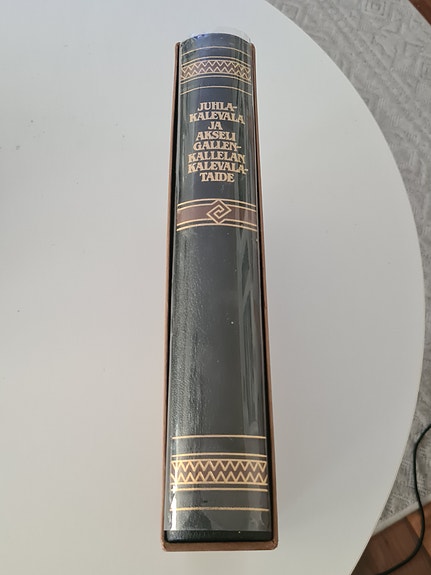 JUHLA-
KALEVALA
JA
AKSELI
GALLEN-
KALLELAN
KALEVALA-
TAIDE